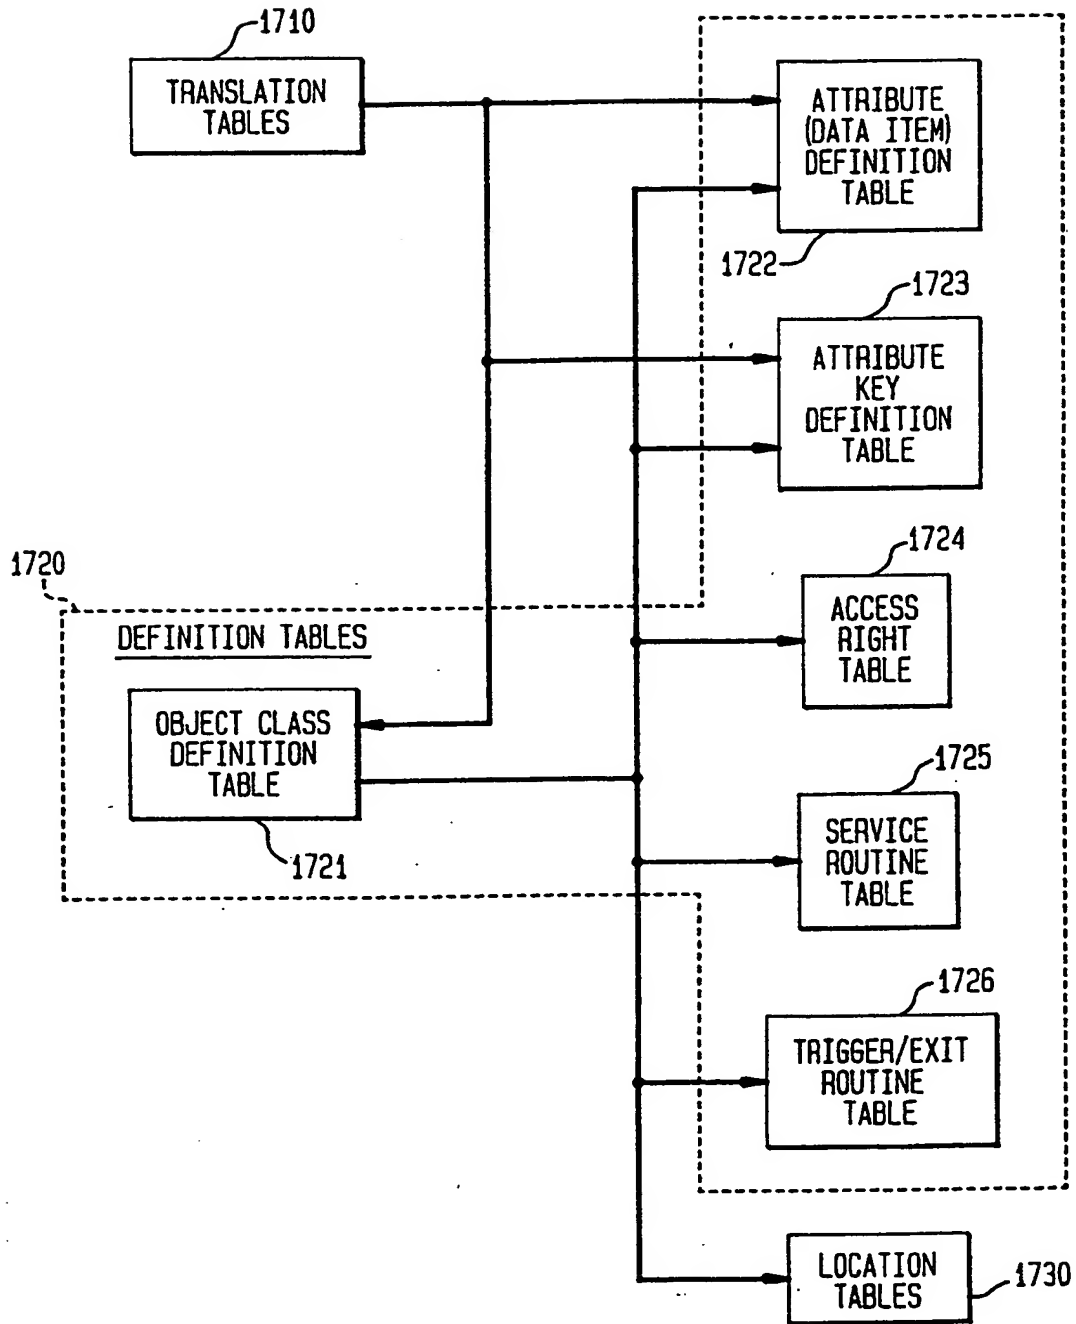 1710
TRANSLATION
TABLES
ATTRIBUTE
(DATA ITEM)
DEFINITION
TABLE
1722
1723
ATTRIBUTE
KEY
DEFINITION
TABLE
1720
1724
DEFINITION TABLES
ACCESS
RIGHT
TABLE
OBJECT CLASS
DEFINITION
TABLE
1721
1725
SERVICE
ROUTINE
TABLE
1726
TRIGGER/EXIT
ROUTINE
TABLE
LOCATION
TABLES
1730